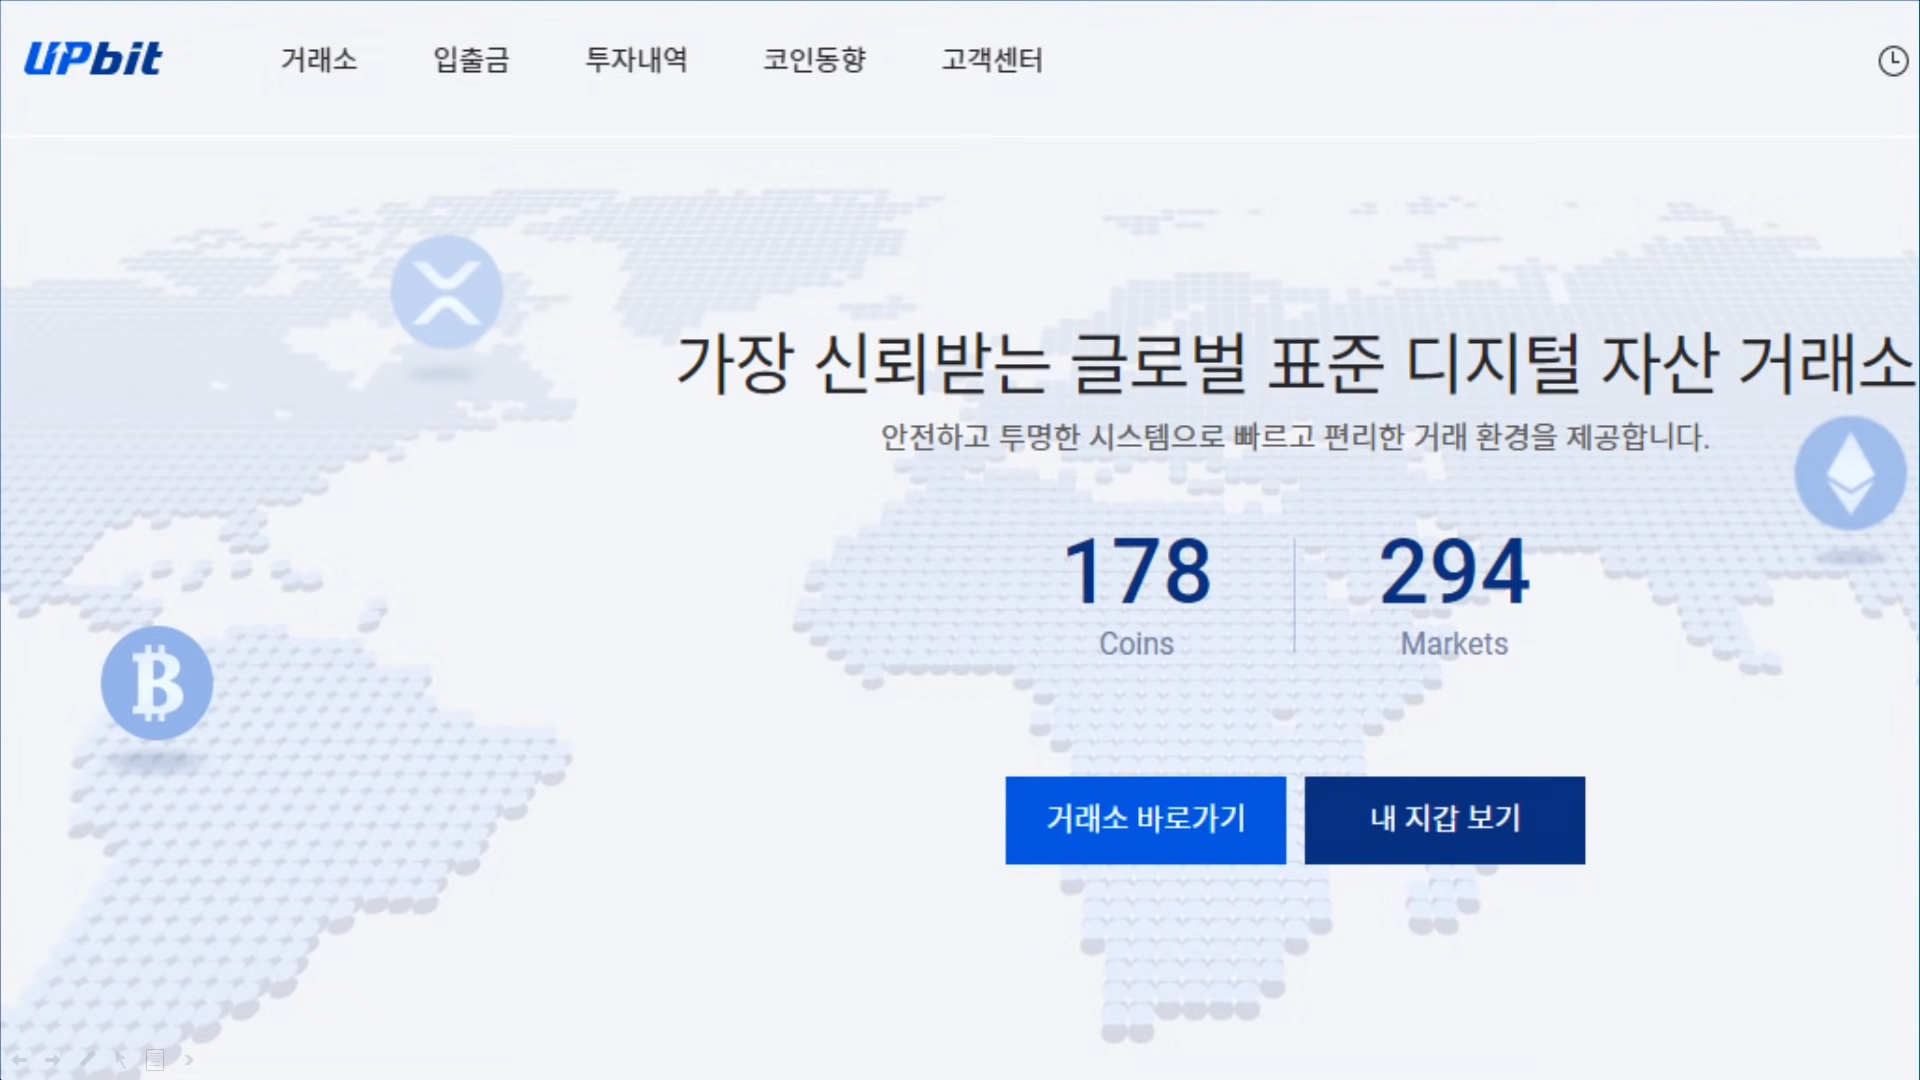 UPbit
거래소 입출금 투자내역 코인동향 고객센터
가장 신뢰받는 글로벌 표준 디지털 자산 거래소
안전하고 투명한 시스템으로 빠르고 편리한 거래 환경을 제공합니다.
178 294
Coins Markets
거래소 바로가기 내 지갑 보기